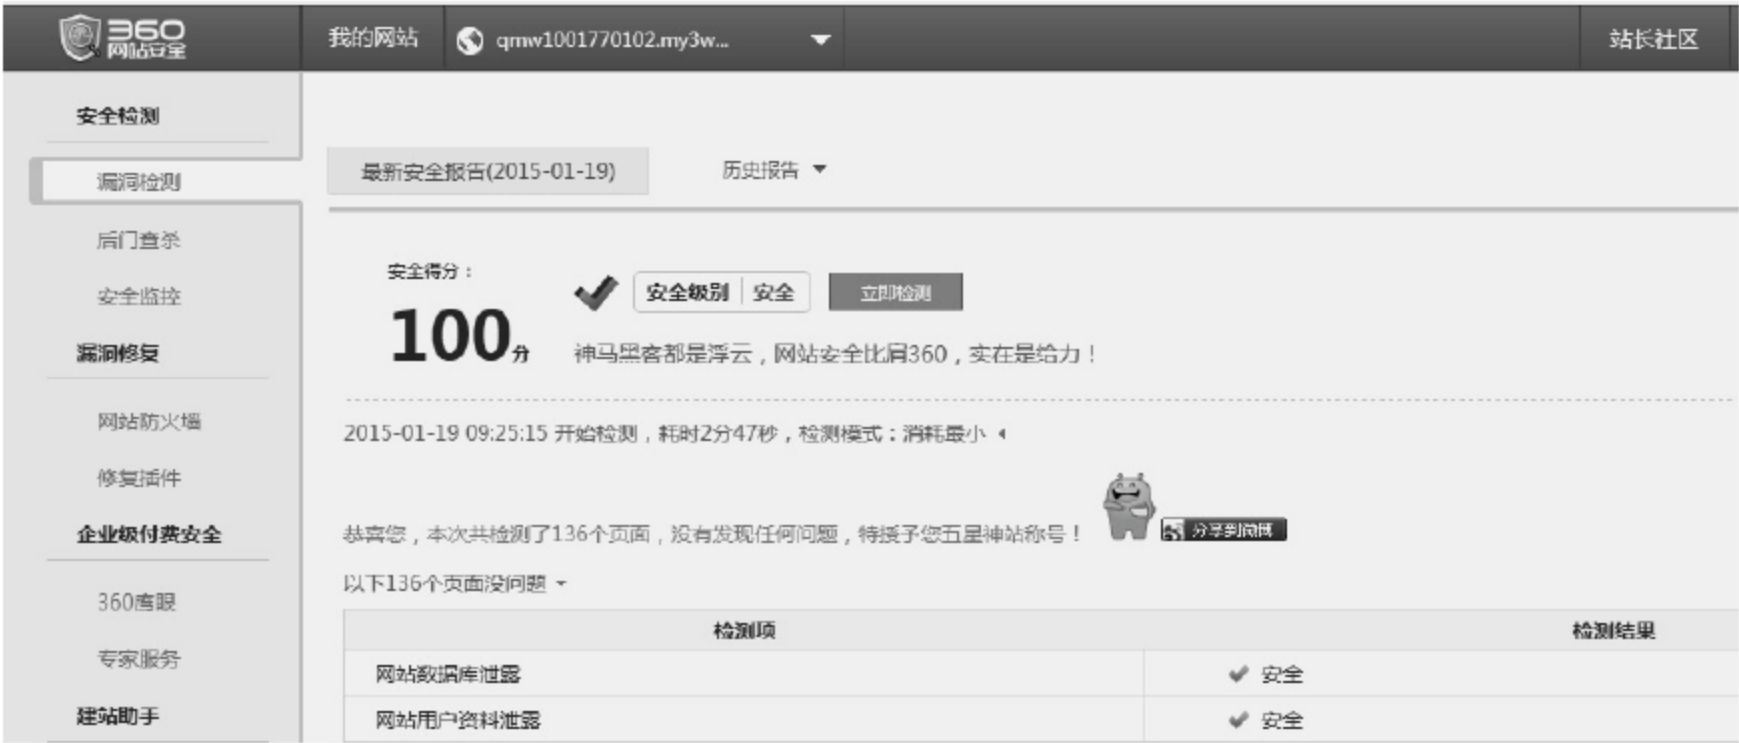 360
网站安全
我的网站
qmw1001770102.my3w...
站长社区
安全检测
漏洞检测
后门查杀
安全监控
漏洞修复
网站防火墙
修复插件
企业级付费安全
360鹰眼
专家服务
建站助手
最新安全报告(2015-01-19)
历史报告
安全得分：
100分
安全级别 安全
立即检测
神马黑客都是浮云，网站安全比肩360，实在是给力！
2015-01-19 09:25:15 开始检测，耗时2分47秒，检测模式：消耗最小
恭喜您，本次共检测了136个页面，没有发现任何问题，特授予您五星神站称号！
分享到微博
以下136个页面没问题
检测项 检测结果
网站数据库泄露 安全
网站用户资料泄露 安全